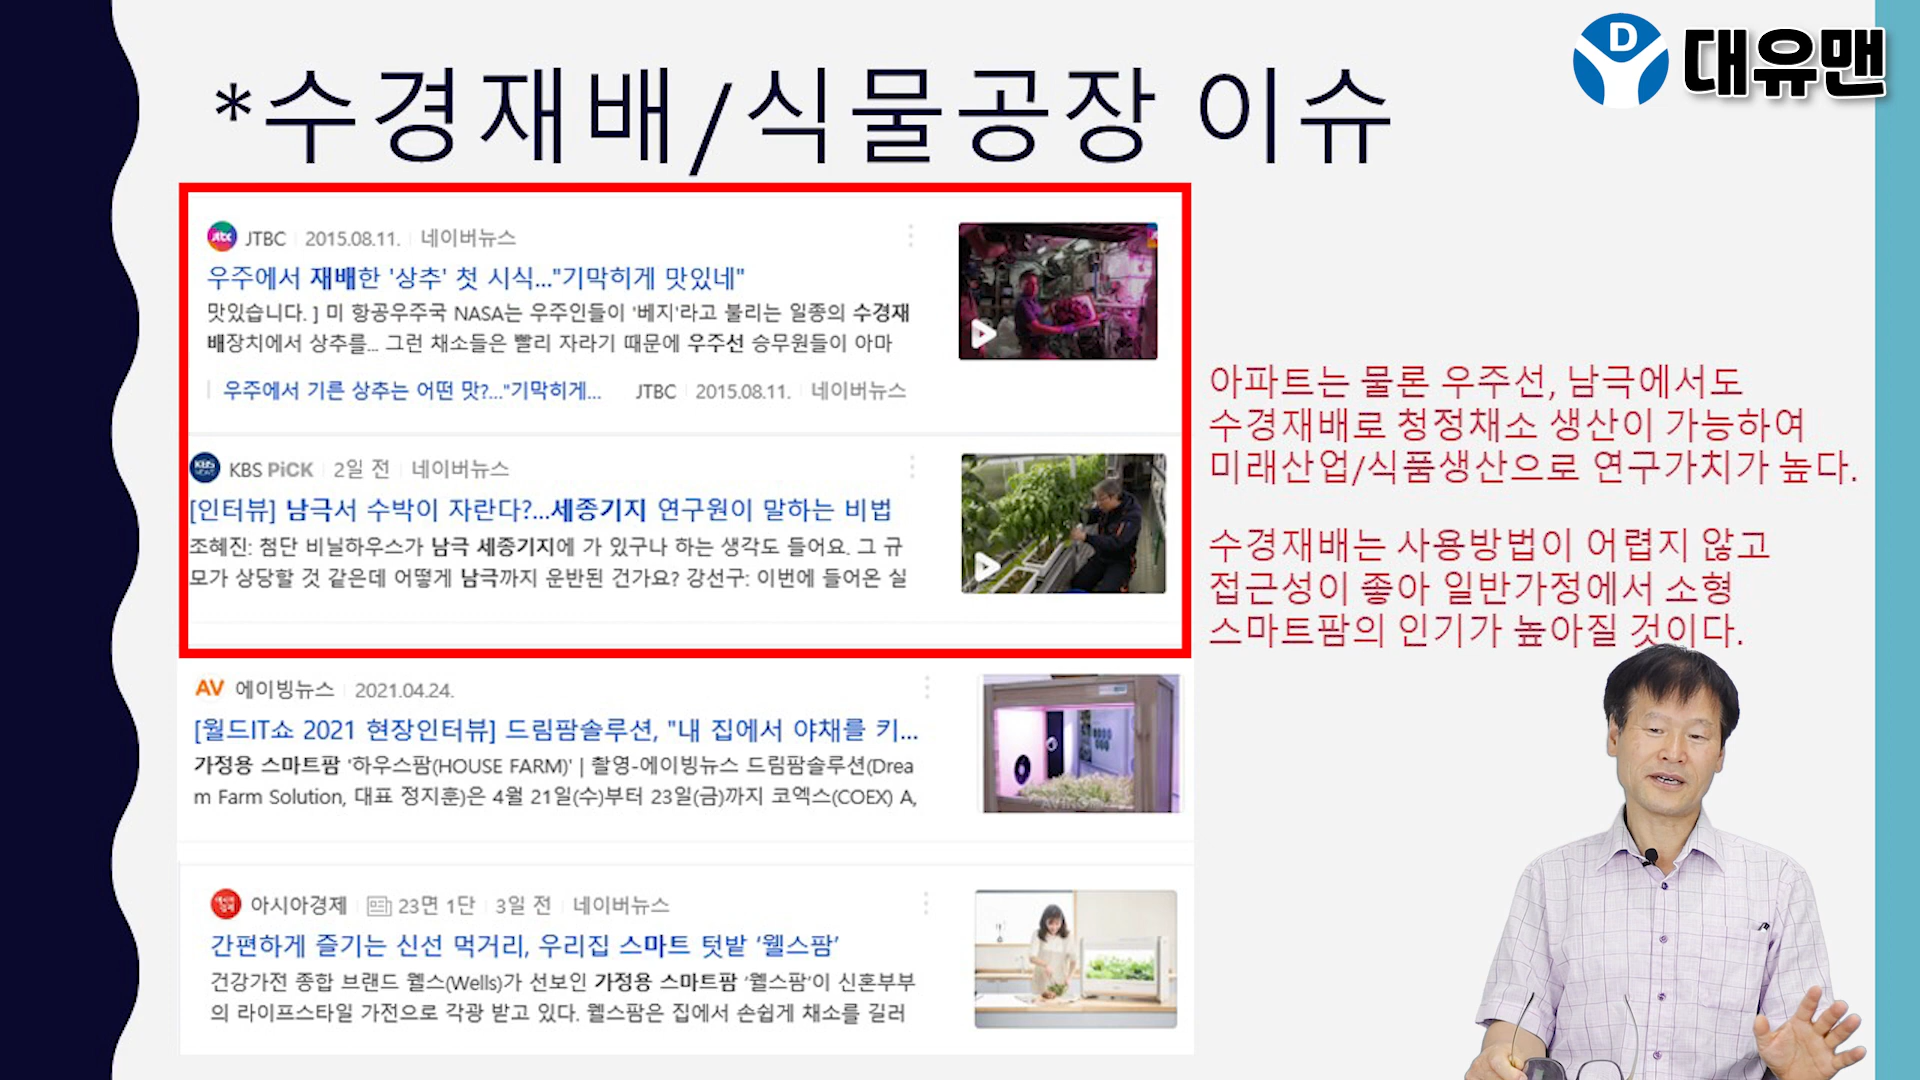 D 대유맨
*수경재배/식물공장 이슈
jtbc JTBC 2015.08.11. 네이버뉴스
우주에서 재배한 '상추' 첫 시식..."기막히게 맛있네"
맛있습니다. ] 미 항공우주국 NASA는 우주인들이 '베지'라고 불리는 일종의 수경재
배장치에서 상추를... 그런 채소들은 빨리 자라기 때문에 우주선 승무원들이 아마
우주에서 기른 상추는 어떤 맛?..."기막히게... JTBC 2015.08.11. 네이버뉴스
KBS NEWS KBS PiCK 2일 전 네이버뉴스
[인터뷰] 남극서 수박이 자란다?...세종기지 연구원이 말하는 비법
조혜진: 첨단 비닐하우스가 남극 세종기지에 가 있구나 하는 생각도 들어요. 그 규
모가 상당할 것 같은데 어떻게 남극까지 운반된 건가요? 강선구: 이번에 들어온 실
AV 에이빙뉴스 2021.04.24.
[월드IT쇼 2021 현장인터뷰] 드림팜솔루션, "내 집에서 야채를 키...
가정용 스마트팜 '하우스팜(HOUSE FARM)' | 촬영-에이빙뉴스 드림팜솔루션(Drea
m Farm Solution, 대표 정지훈)은 4월 21일(수)부터 23일(금)까지 코엑스(COEX) A,
AVING
아시아경제 아시아경제 23면 1단 3일 전 네이버뉴스
간편하게 즐기는 신선 먹거리, 우리집 스마트 텃밭 '웰스팜'
건강가전 종합 브랜드 웰스(Wells)가 선보인 가정용 스마트팜 '웰스팜'이 신혼부부
의 라이프스타일 가전으로 각광 받고 있다. 웰스팜은 집에서 손쉽게 채소를 길러
아파트는 물론 우주선, 남극에서도
수경재배로 청정채소 생산이 가능하여
미래산업/식품생산으로 연구가치가 높다.
수경재배는 사용방법이 어렵지 않고
접근성이 좋아 일반가정에서 소형
스마트팜의 인기가 높아질 것이다.